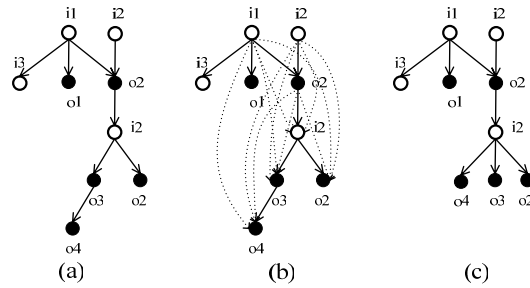 i1 i2 i1 i2 i1 i2
i3 i3 i3
o1 o2 o1 o2 o1 o2
i2 i2 i2
o3 o2 o3 o2 o4 o3 o2
o4 o4
(a) (b) (c)